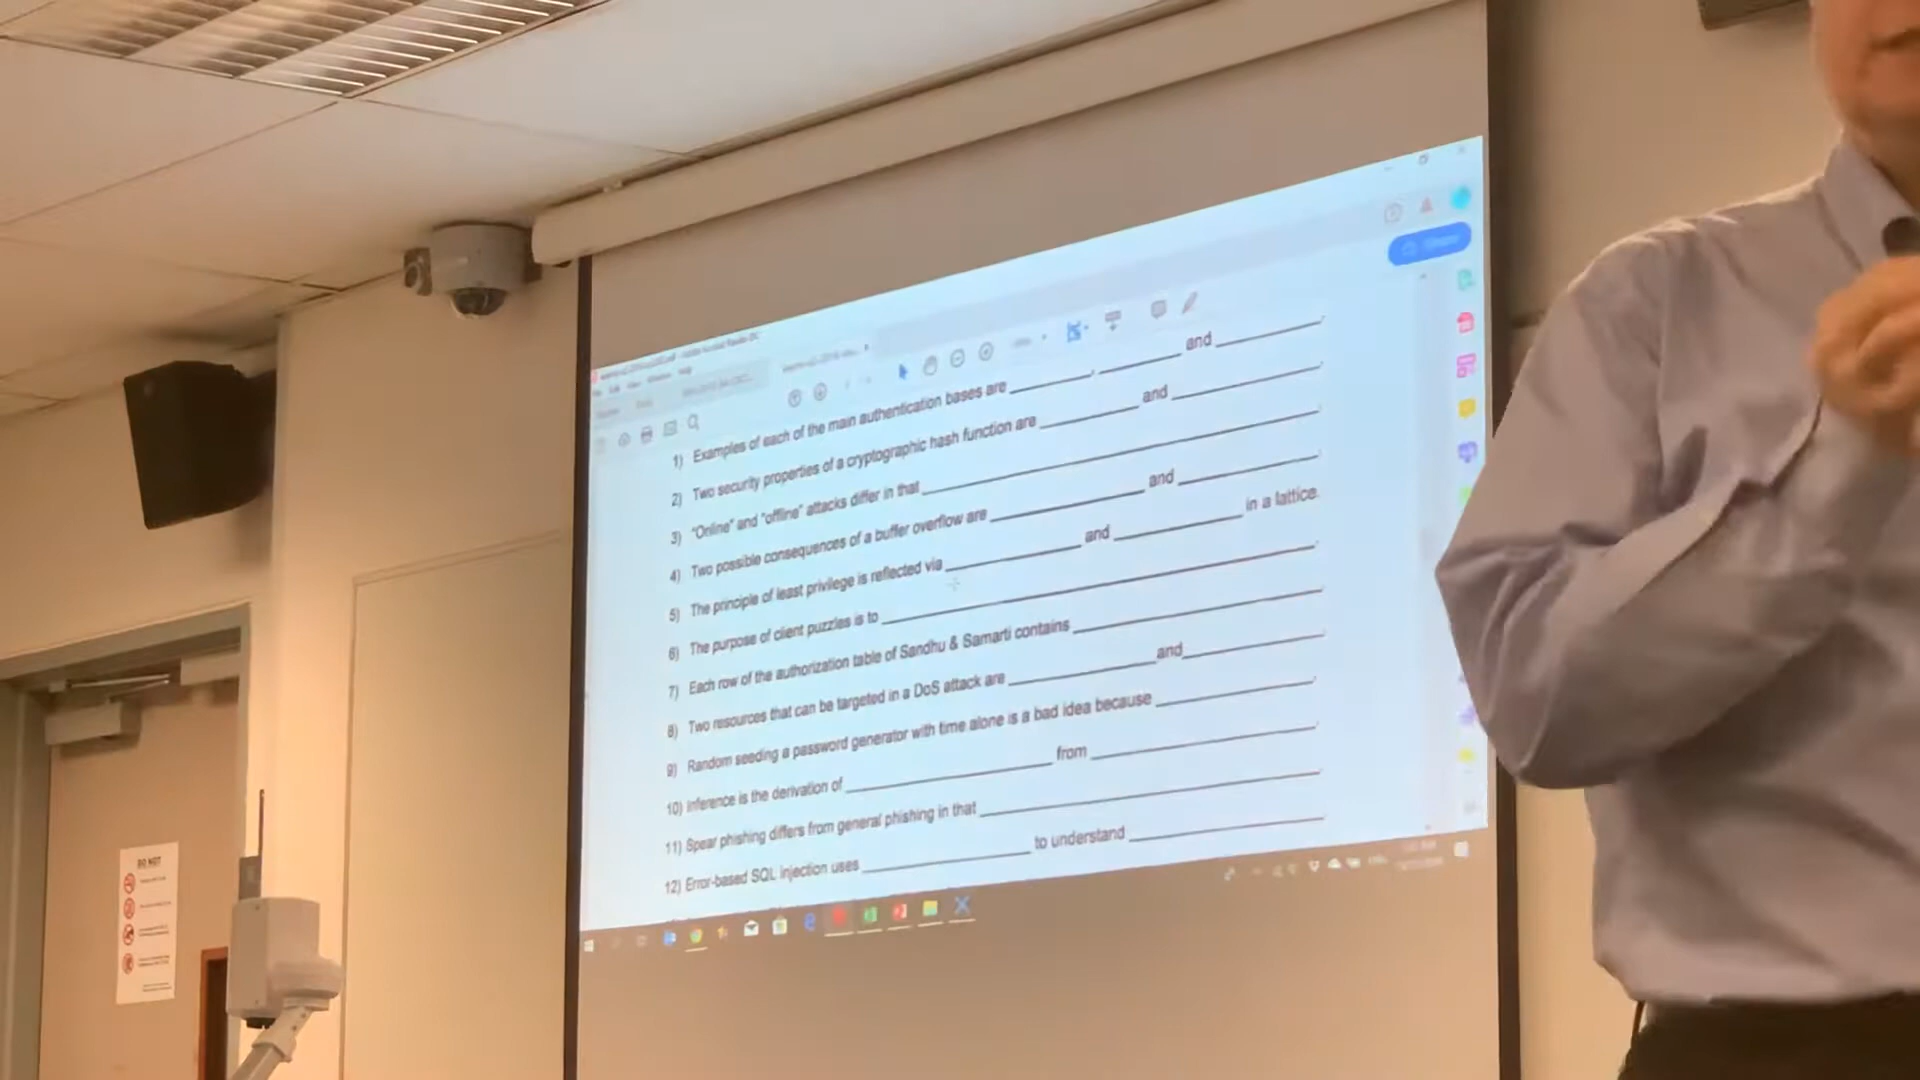 1) Examples of each of the main authentication bases are ________, ________ and ________.
2) Two security properties of a cryptographic hash function are ________ and ________.
3) "Online" and "offline" attacks differ in that ________.
4) Two possible consequences of a buffer overflow are ________ and ________.
5) The principle of least privilege is reflected via ________ and ________ in a lattice.
6) The purpose of client puzzles is to ________.
7) Each row of the authorization table of Sandhu & Samarti contains ________.
8) Two resources that can be targeted in a DoS attack are ________ and ________.
9) Random seeding a password generator with time alone is a bad idea because ________.
10) Inference is the derivation of ________ from ________.
11) Spear phishing differs from general phishing in that ________.
12) Error-based SQL injection uses ________ to understand ________.
DO NOT